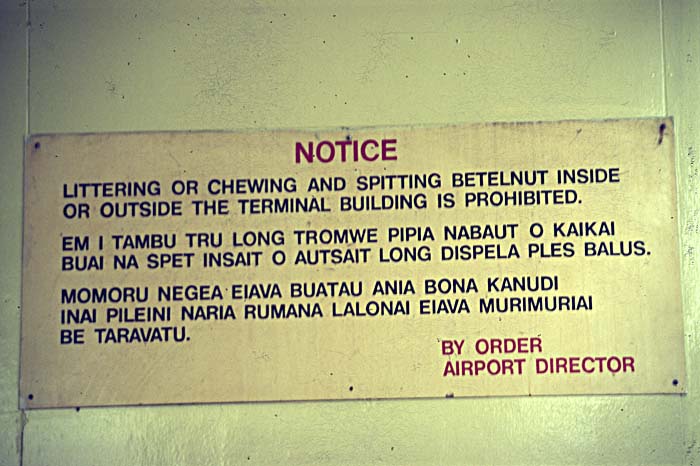 NOTICE
LITTERING OR CHEWING AND SPITTING BETELNUT INSIDE
OR OUTSIDE THE TERMINAL BUILDING IS PROHIBITED.
EM I TAMBU TRU LONG TROMWE PIPIA NABAUT O KAIKAI
BUAI NA SPET INSAIT O AUTSAIT LONG DISPELA PLES BALUS.
MOMORU NEGEA EIAVA BUATAU ANIA BONA KANUDI
INAI PILEINI NARIA RUMANA LALONAI EIAVA MURIMURIAI
BE TARAVATU.
BY ORDER
AIRPORT DIRECTOR